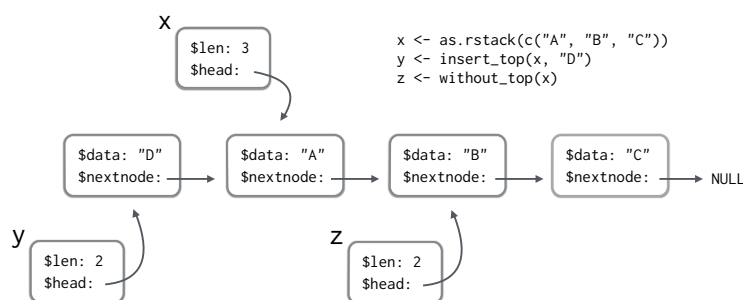 x
$len: 3
$head:
x <- as.rstack(c("A", "B", "C"))
y <- insert_top(x, "D")
z <- without_top(x)
$data: "D"
$nextnode:
$data: "A"
$nextnode:
$data: "B"
$nextnode:
$data: "C"
$nextnode:
NULL
y
$len: 2
$head:
z
$len: 2
$head: